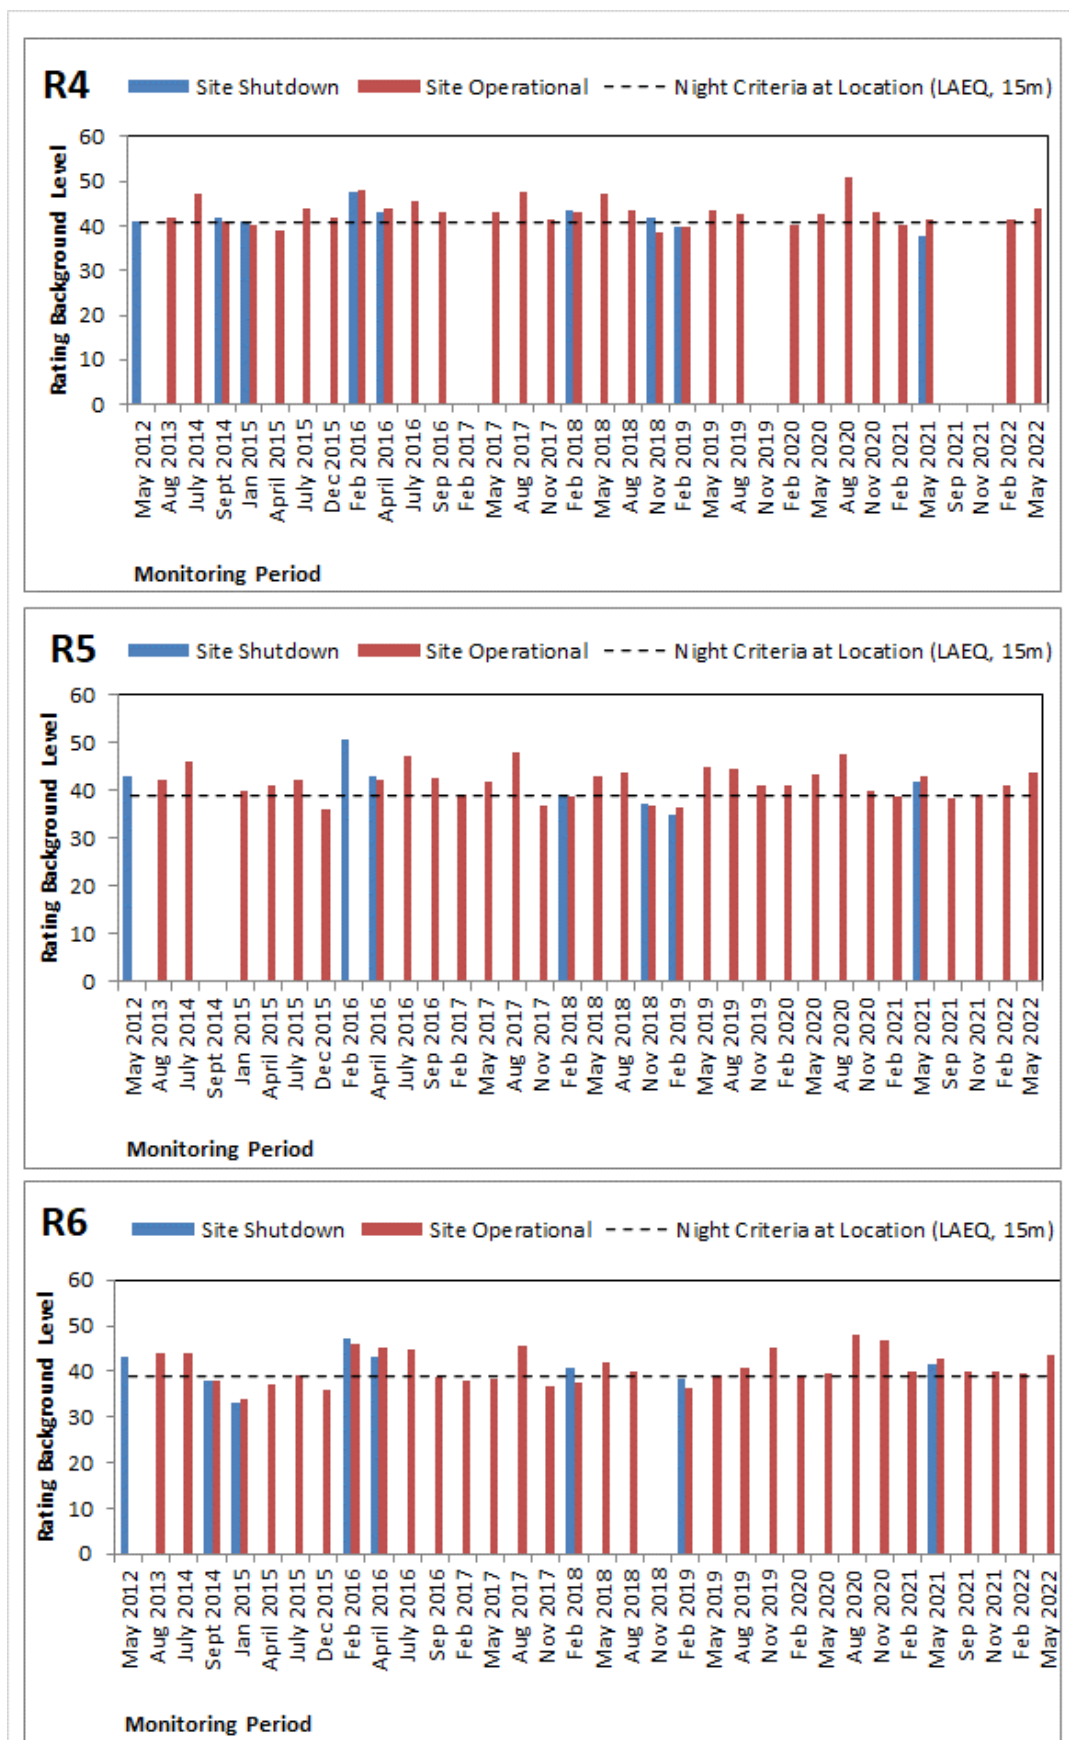 R4 Site Shutdown Site Operational Night Criteria at Location (LAEQ, 15m)
Rating Background Level
60
50
40
30
20
10
0
May 2012
Aug 2013
July 2014
Sept 2014
Jan 2015
April 2015
July 2015
Dec 2015
Feb 2016
April 2016
July 2016
Sep 2016
Feb 2017
May 2017
Aug 2017
Nov 2017
Feb 2018
May 2018
Aug 2018
Nov 2018
Feb 2019
May 2019
Aug 2019
Nov 2019
Feb 2020
May 2020
Aug 2020
Nov 2020
Feb 2021
May 2021
Sep 2021
Nov 2021
Feb 2022
May 2022
Monitoring Period
R5 Site Shutdown Site Operational Night Criteria at Location (LAEQ, 15m)
Rating Background Level
60
50
40
30
20
10
0
May 2012
Aug 2013
July 2014
Sept 2014
Jan 2015
April 2015
July 2015
Dec 2015
Feb 2016
April 2016
July 2016
Sep 2016
Feb 2017
May 2017
Aug 2017
Nov 2017
Feb 2018
May 2018
Aug 2018
Nov 2018
Feb 2019
May 2019
Aug 2019
Nov 2019
Feb 2020
May 2020
Aug 2020
Nov 2020
Feb 2021
May 2021
Sep 2021
Nov 2021
Feb 2022
May 2022
Monitoring Period
R6 Site Shutdown Site Operational Night Criteria at Location (LAEQ, 15m)
Rating Background Level
60
50
40
30
20
10
0
May 2012
Aug 2013
July 2014
Sept 2014
Jan 2015
April 2015
July 2015
Dec 2015
Feb 2016
April 2016
July 2016
Sep 2016
Feb 2017
May 2017
Aug 2017
Nov 2017
Feb 2018
May 2018
Aug 2018
Nov 2018
Feb 2019
May 2019
Aug 2019
Nov 2019
Feb 2020
May 2020
Aug 2020
Nov 2020
Feb 2021
May 2021
Sep 2021
Nov 2021
Feb 2022
May 2022
Monitoring Period